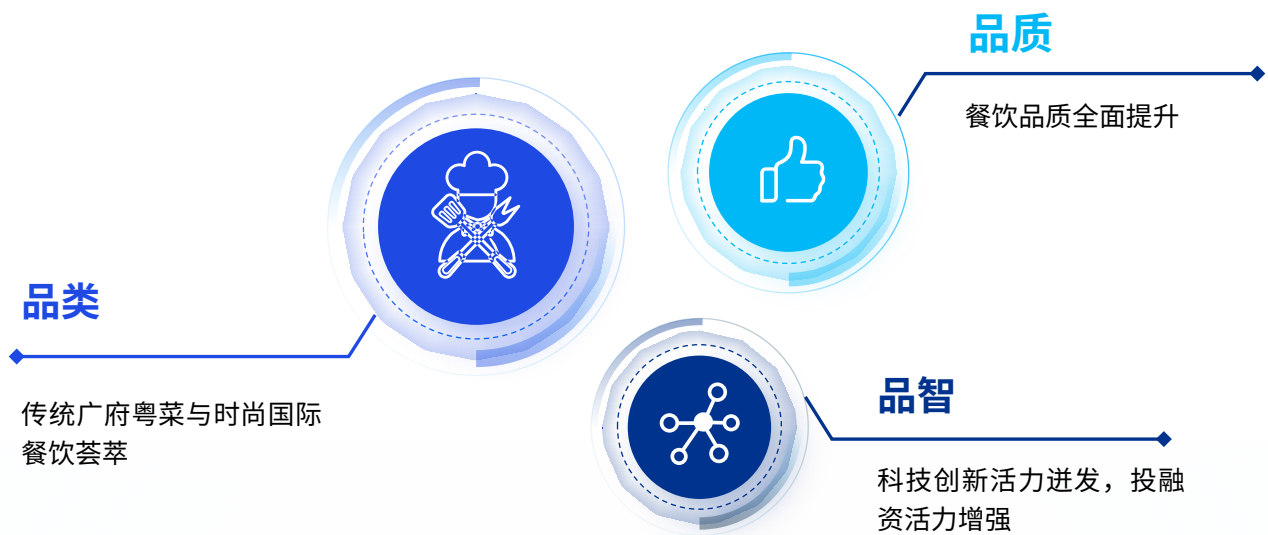 品质
餐饮品质全面提升
品类
传统广府粤菜与时尚国际
餐饮荟萃
品智
科技创新活力迸发，投融
资活力增强